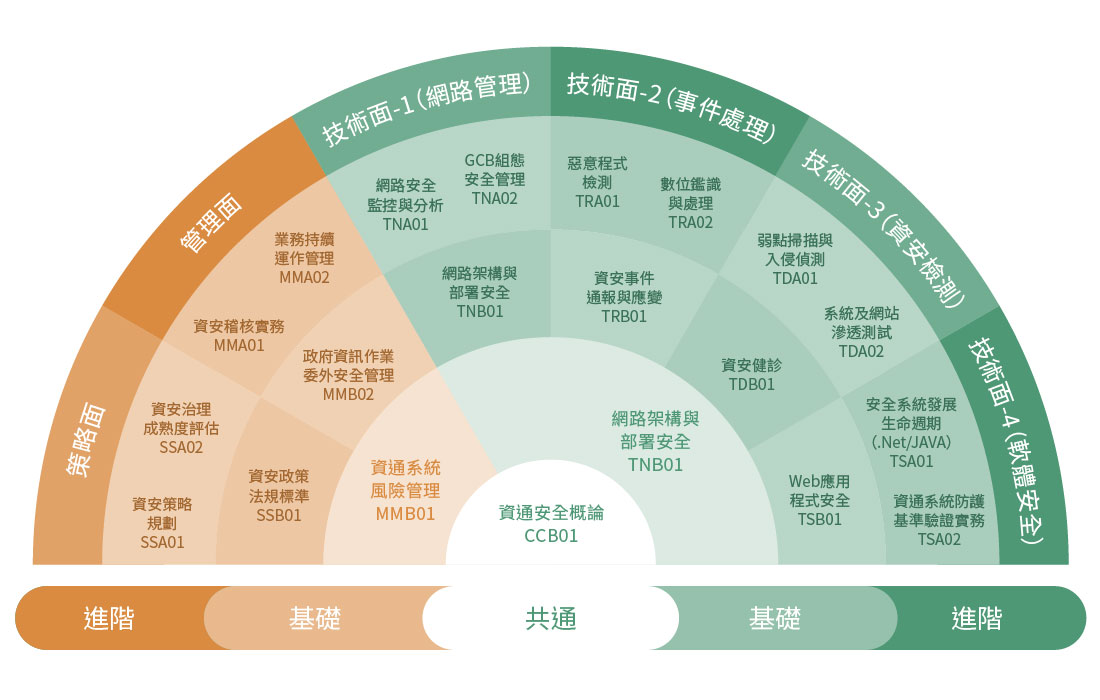 策略面
管理面
技術面-1（網路管理）
技術面-2（事件處理）
技術面-3（資安檢測）
技術面-4（軟體安全）
資安策略
規劃
SSA01
資安治理
成熟度評估
SSA02
資安稽核實務
MMA01
業務持續
運作管理
MMA02
網路安全
監控與分析
TNA01
GCB組態
安全管理
TNA02
惡意程式
檢測
TRA01
數位鑑識
與處理
TRA02
弱點掃描與
入侵偵測
TDA01
系統及網站
滲透測試
TDA02
安全系統發展
生命週期
（.Net/JAVA）
TSA01
資通系統防護
基準驗證實務
TSA02
資安政策
法規標準
SSB01
政府資訊作業
委外安全管理
MMB02
網路架構與
部署安全
TNB01
資安事件
通報與應變
TRB01
資安健診
TDB01
Web應用
程式安全
TSB01
資通系統
風險管理
MMB01
網路架構與
部署安全
TNB01
資通安全概論
CCB01
進階
基礎
共通
基礎
進階